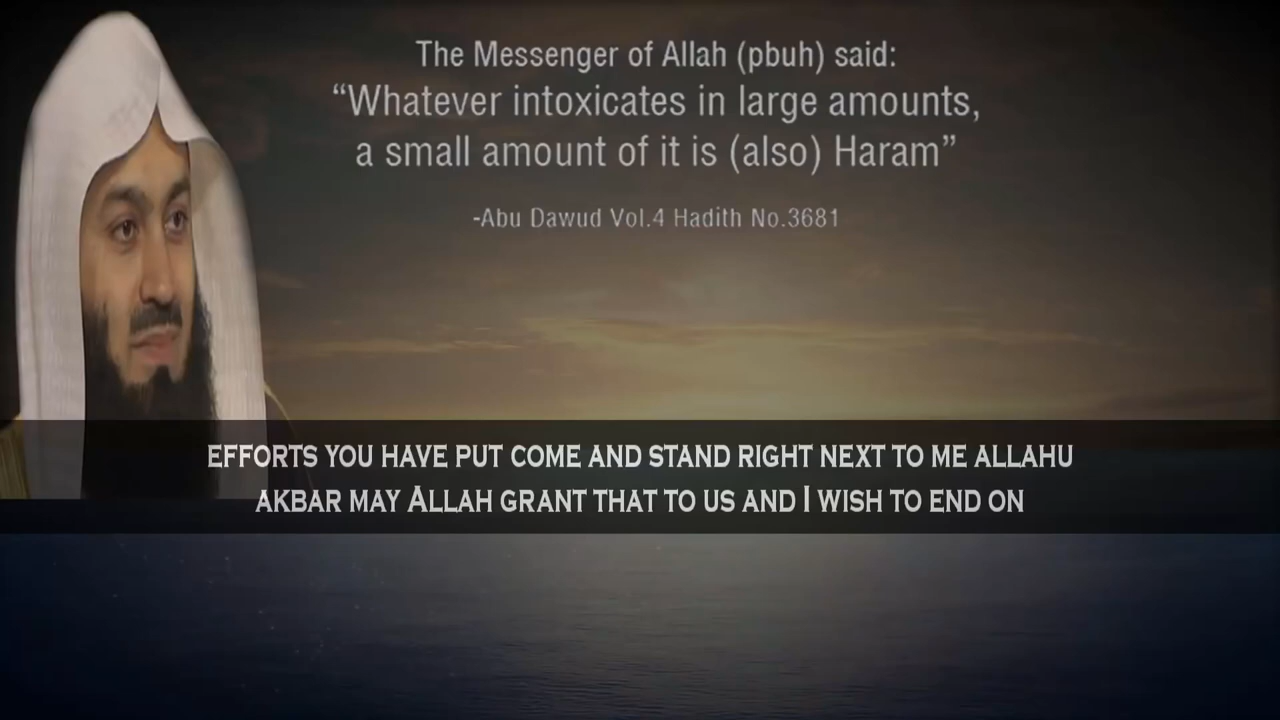 The Messenger of Allah (pbuh) said:
“Whatever intoxicates in large amounts,
a small amount of it is (also) Haram”
-Abu Dawud Vol.4 Hadith No.3681
EFFORTS YOU HAVE PUT COME AND STAND RIGHT NEXT TO ME ALLAHU
AKBAR MAY ALLAH GRANT THAT TO US AND I WISH TO END ON